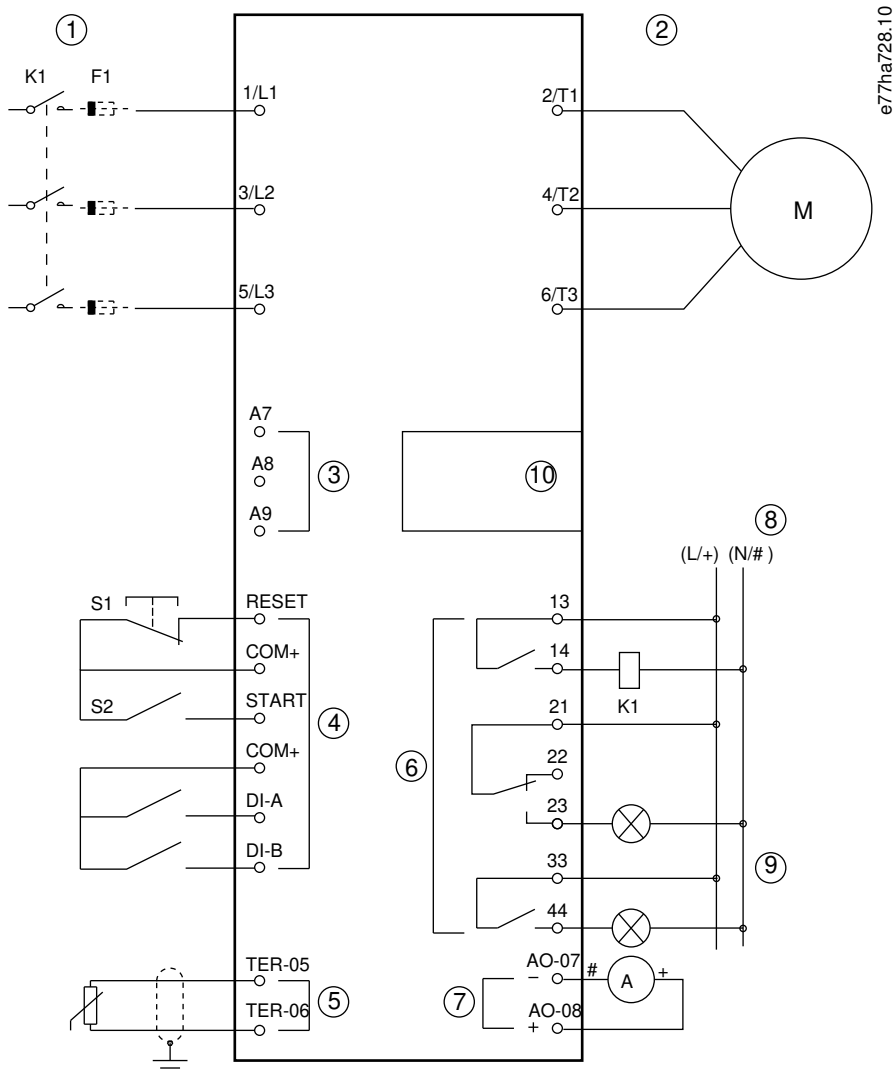 1
2
e77ha728.10
K1 F1
1/L1
2/T1
3/L2
4/T2
M
5/L3
6/T3
A7
A8
3
10
A9
8
(L/+) (N/#)
S1
RESET
13
COM+
14
S2
START
4
K1
21
COM+
6
22
DI-A
23
DI-B
33
9
44
TER-05
AO-07
−
#
A
+
5
7
TER-06
AO-08
+